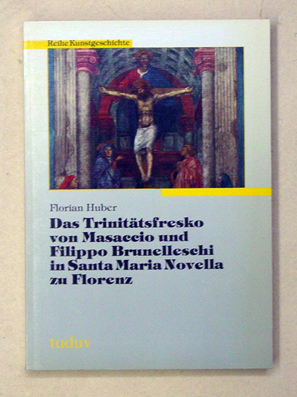 Reihe Kunstgeschichte
Florian Huber
Das Trinitätsfresko
von Masaccio und
Filippo Brunelleschi
in Santa Maria Novella
zu Florenz
tuduv